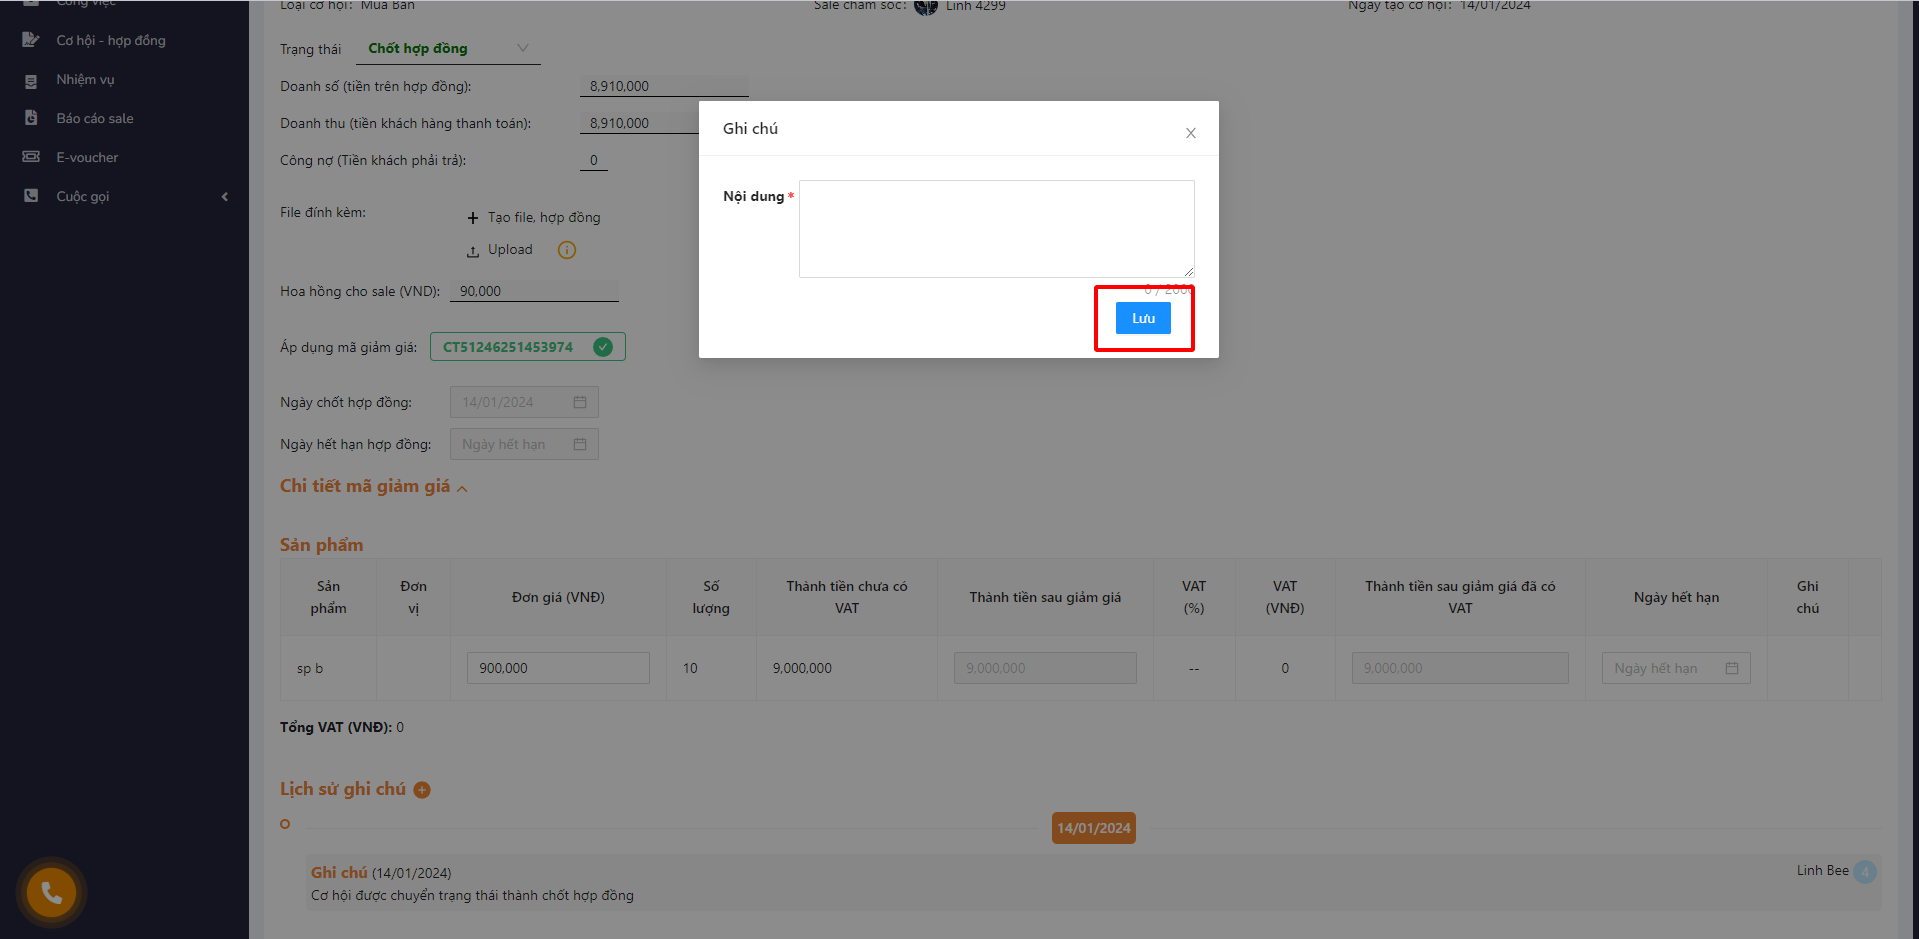 Công việc
Cơ hội - hợp đồng
Nhiệm vụ
Báo cáo sale
E-voucher
Cuộc gọi
Loại cơ hội: Mua Bán
Sale chăm sóc: Linh 4299
Ngày tạo cơ hội: 14/01/2024
Trạng thái Chốt hợp đồng
Doanh số (tiền trên hợp đồng): 8,910,000
Doanh thu (tiền khách hàng thanh toán): 8,910,000
Công nợ (Tiền khách phải trả): 0
File đính kèm:
Tạo file, hợp đồng
Upload
Hoa hồng cho sale (VND): 90,000
Áp dụng mã giảm giá: CT51246251453974
Ngày chốt hợp đồng: 14/01/2024
Ngày hết hạn hợp đồng: Ngày hết hạn
Ghi chú
Nội dung *
0 / 2000
Lưu
Chi tiết mã giảm giá
Sản phẩm
Sản phẩm Đơn vị Đơn giá (VNĐ) Số lượng Thành tiền chưa có VAT Thành tiền sau giảm giá VAT (%) VAT (VNĐ) Thành tiền sau giảm giá đã có VAT Ngày hết hạn Ghi chú
sp b 900,000 10 9,000,000 9,000,000 -- 0 9,000,000 Ngày hết hạn
Tổng VAT (VNĐ): 0
Lịch sử ghi chú
14/01/2024
Ghi chú (14/01/2024)
Linh Bee 4
Cơ hội được chuyển trạng thái thành chốt hợp đồng